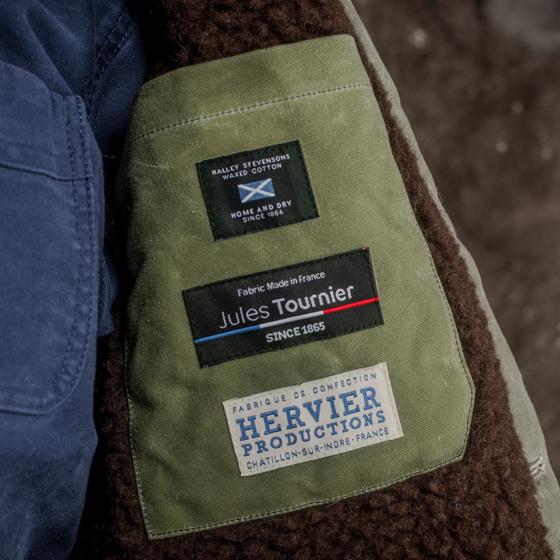 HALLEY STEVENSONS
WAXED COTTON
HOME AND DRY
SINCE 1864
Fabric Made in France
Jules Tournier
SINCE 1865
FABRIQUE DE CONFECTION
HERVIER
PRODUCTIONS
CHATILLON-SUR-INDRE·FRANCE